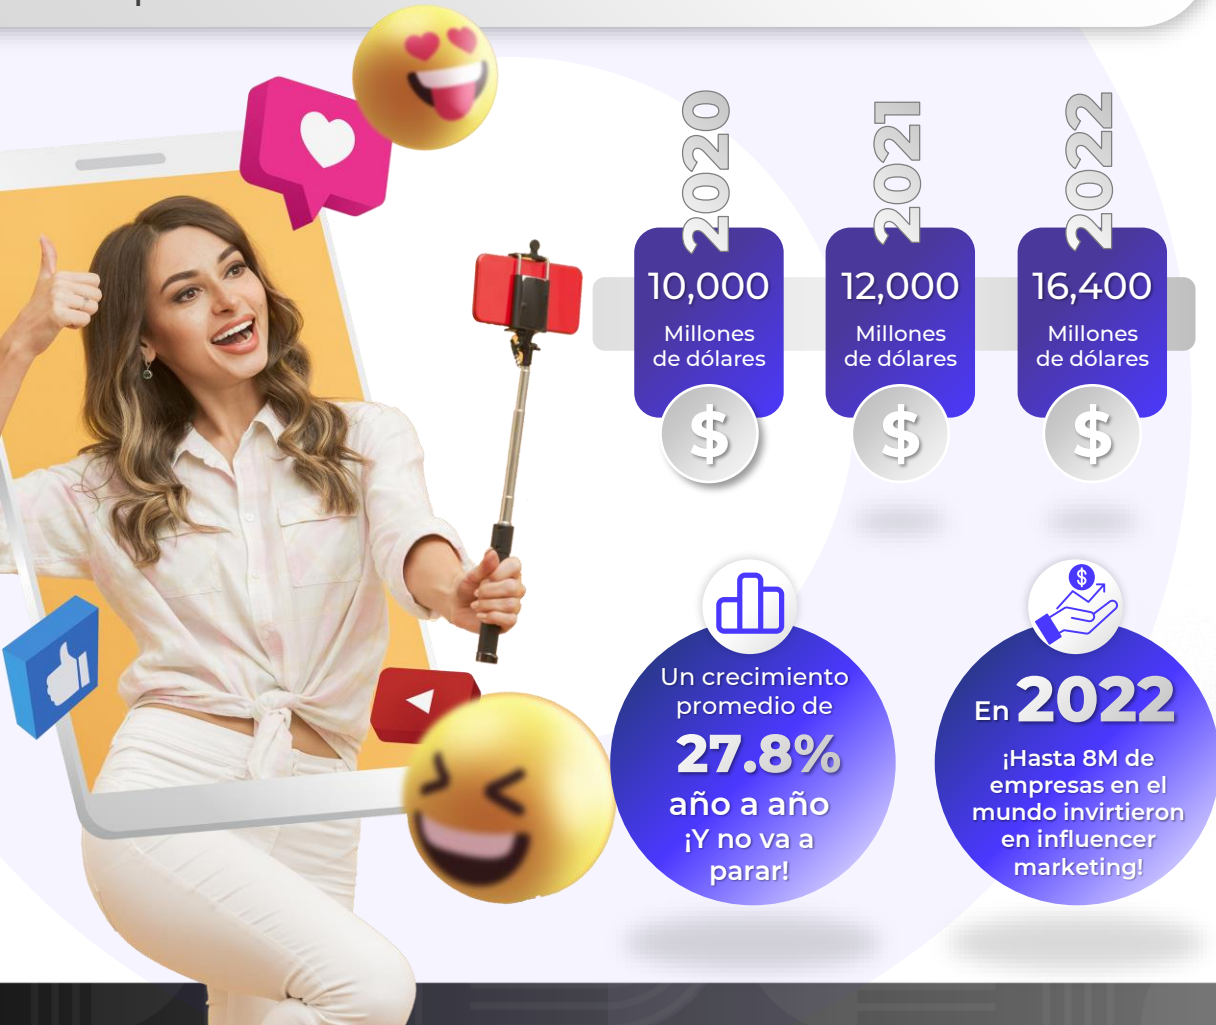 2020
10,000
Millones
de dólares
$
2021
12,000
Millones
de dólares
$
2022
16,400
Millones
de dólares
$
Un crecimiento
promedio de
27.8%
año a año
¡Y no va a
parar!
$
En 2022
¡Hasta 8M de
empresas en el
mundo invirtieron
en influencer
marketing!